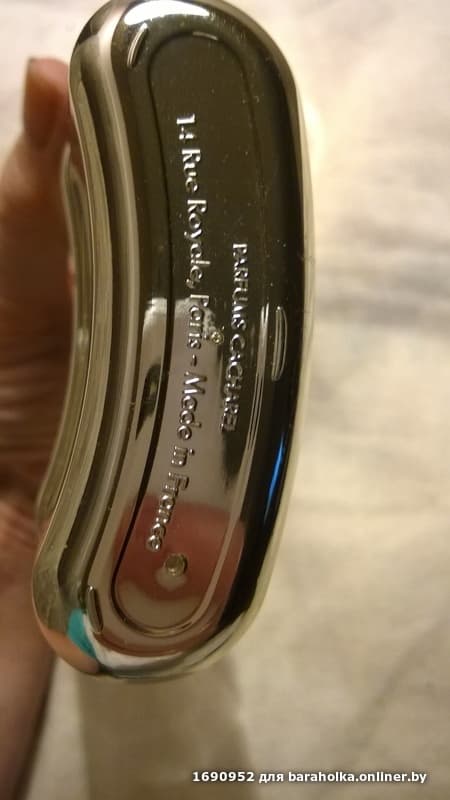 PARFUMS CACHAREL
14 Rue Royale, Paris - Made in France
1690952 для baraholka.onliner.by